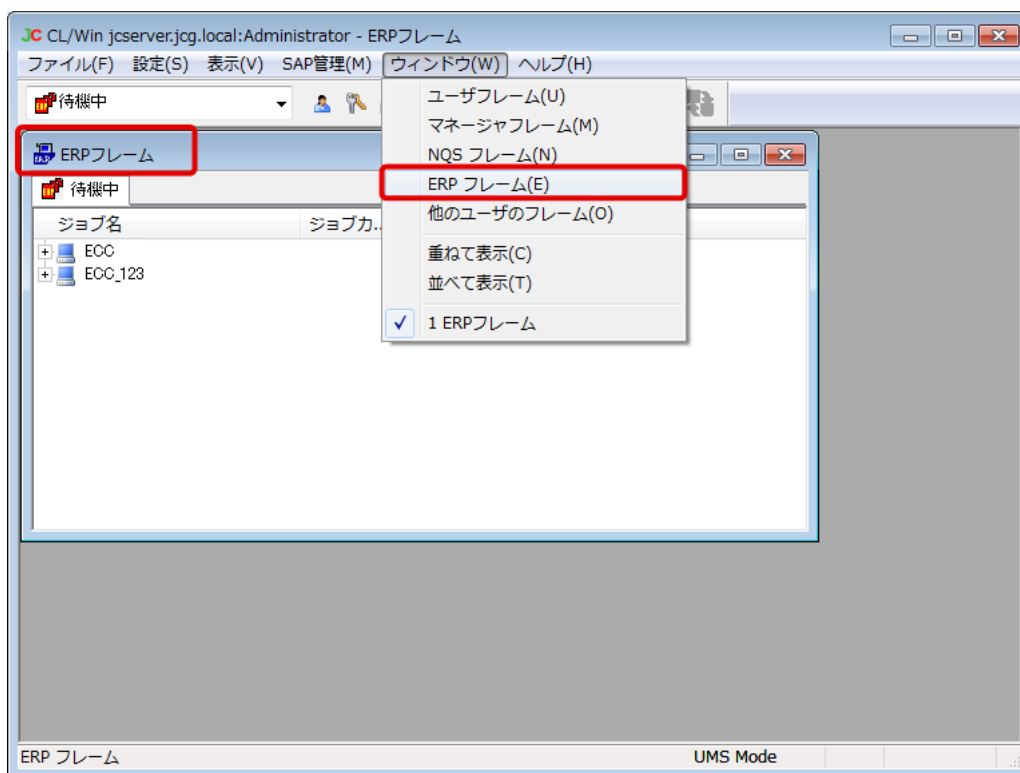 JC CL/Win jcserver.jcg.local:Administrator - ERPフレーム
ファイル(F) 設定(S) 表示(V) SAP管理(M) ウィンドウ(W) ヘルプ(H)
待機中
ユーザフレーム(U)
マネージャフレーム(M)
NQS フレーム(N)
ERP フレーム(E)
他のユーザのフレーム(O)
重ねて表示(C)
並べて表示(T)
1 ERPフレーム
ERPフレーム
待機中
ジョブ名 ジョブカ..
ECC
ECC_123
ERP フレーム UMS Mode